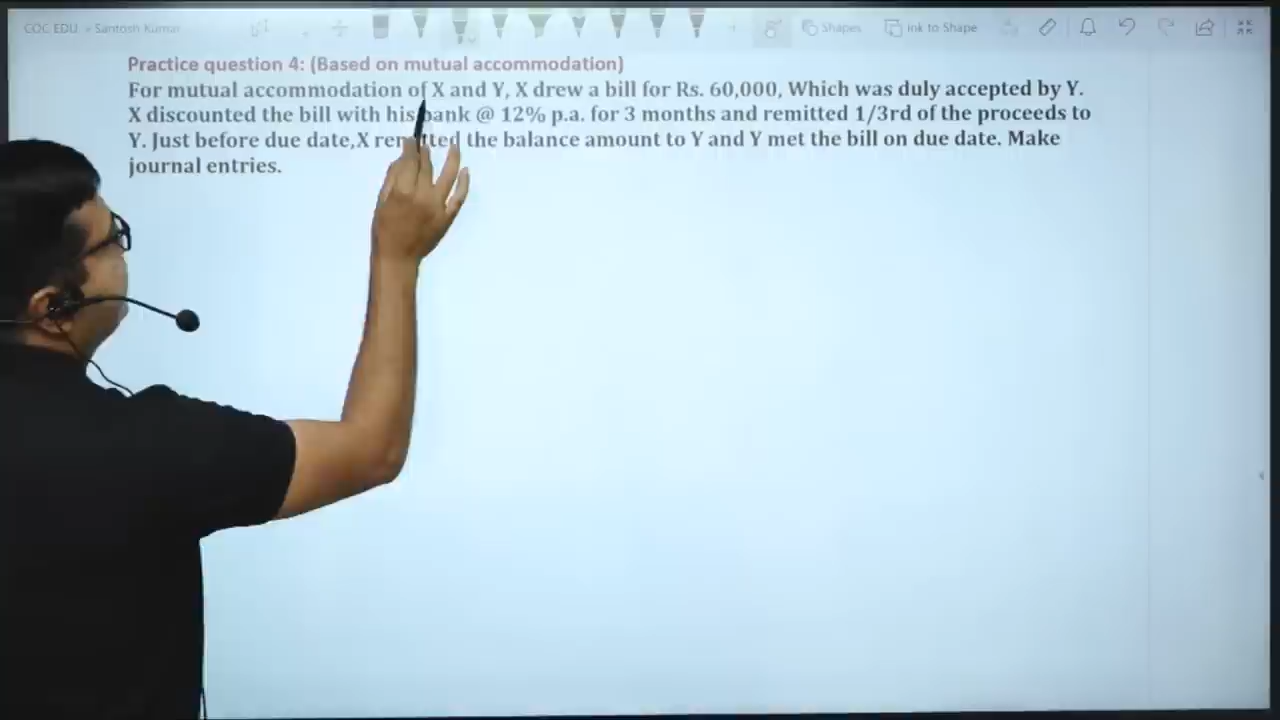 COC EDU. - Santosh Kumar
Shapes
Ink to Shape
Practice question 4: (Based on mutual accommodation)
For mutual accommodation of X and Y, X drew a bill for Rs. 60,000, Which was duly accepted by Y.
X discounted the bill with his bank @ 12% p.a. for 3 months and remitted 1/3rd of the proceeds to
Y. Just before due date,X remitted the balance amount to Y and Y met the bill on due date. Make
journal entries.